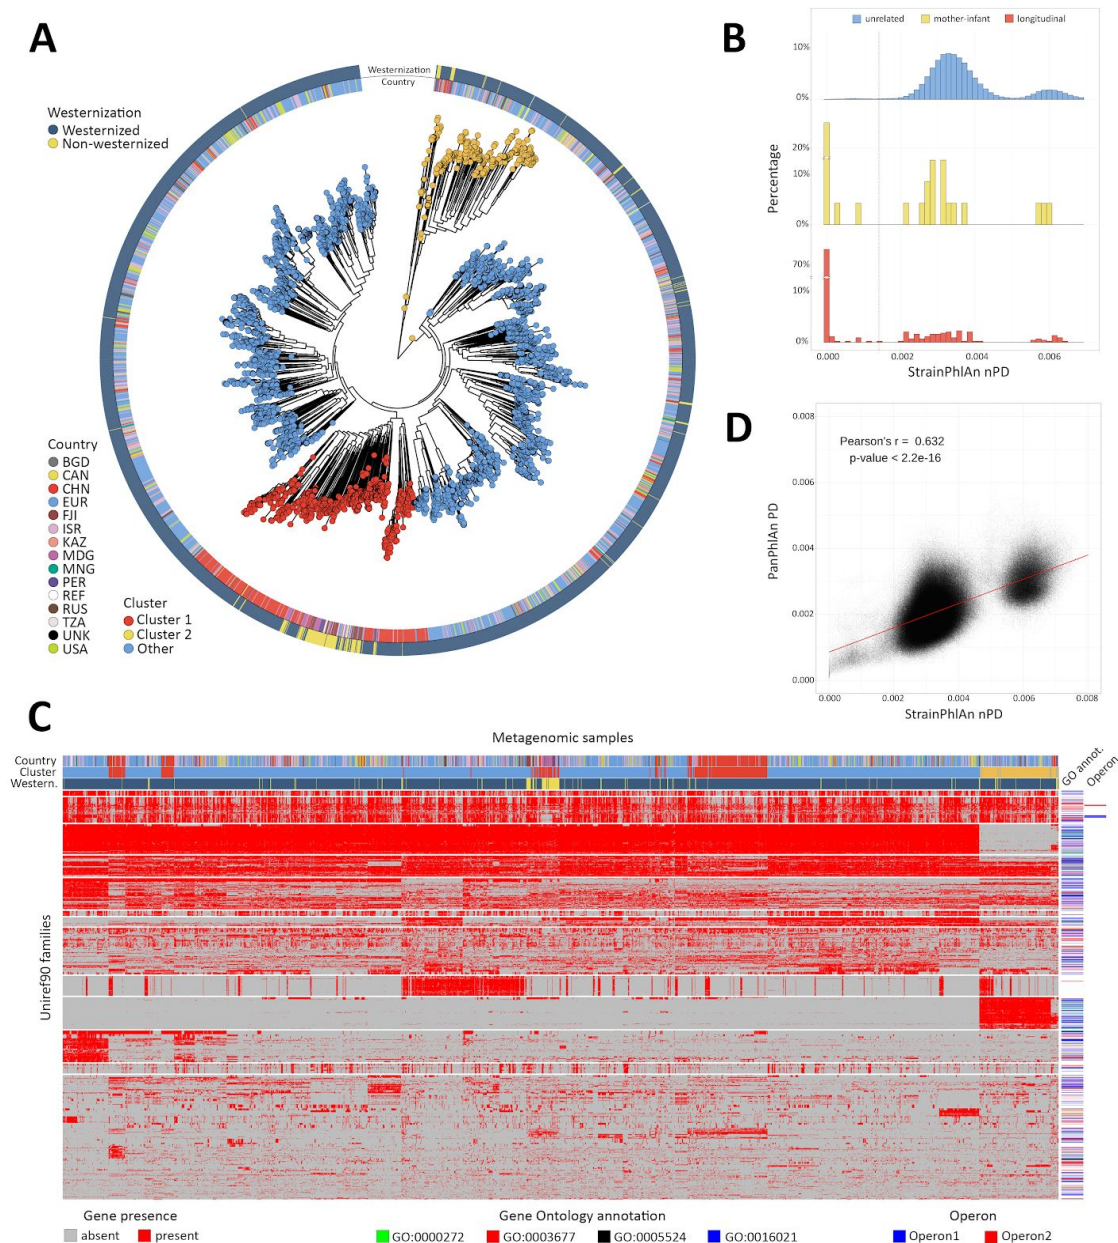 A
Westernization
Country
Westernization
Westernized
Non-westernized
Country
BGD
CAN
CHN
EUR
FJI
ISR
KAZ
MDG
MNG
PER
REF
RUS
TZA
UNK
USA
Cluster
Cluster 1
Cluster 2
Other
B
unrelated mother-infant longitudinal
10%
0%
20%
10%
0%
70%
10%
0%
Percentage
0.000 0.002 0.004 0.006
StrainPhlAn nPD
D
Pearson's r = 0.632
p-value < 2.2e-16
0.008
0.006
0.004
0.002
0.000
PanPhlAn PD
0.000 0.002 0.004 0.006 0.008
StrainPhlAn nPD
C
Metagenomic samples
Country
Cluster
Western.
GO annot.
Operon
Uniref90 families
Gene presence
absent present
Gene Ontology annotation
GO:0000272 GO:0003677 GO:0005524 GO:0016021
Operon
Operon1 Operon2